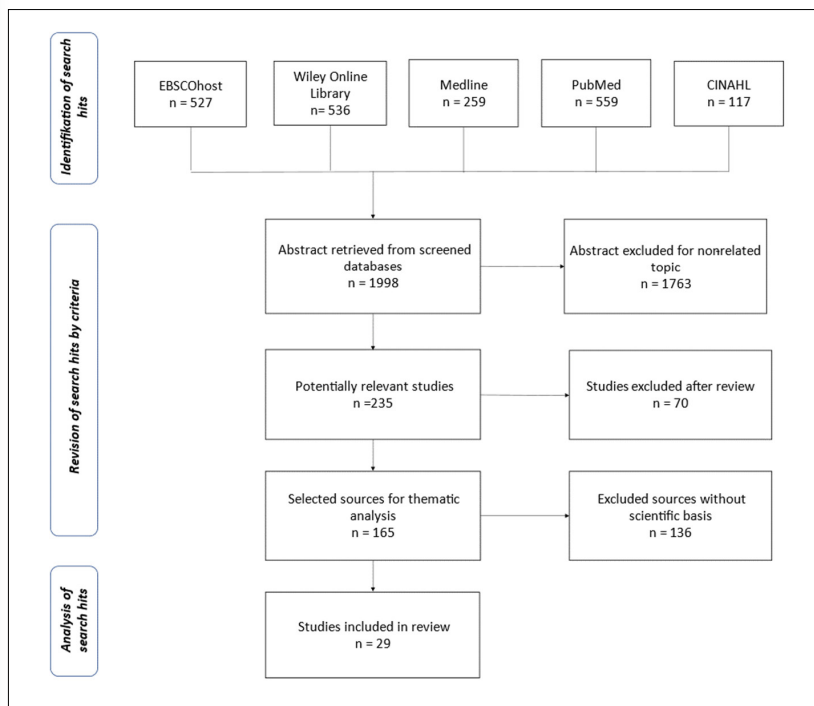 Identifikation of search
hits
EBSCOhost
n = 527
Wiley Online
Library
n= 536
Medline
n = 259
PubMed
n = 559
CINAHL
n = 117
Revision of search hits by criteria
Abstract retrieved from screened
databases
n = 1998
Abstract excluded for nonrelated
topic
n = 1763
Potentially relevant studies
n =235
Studies excluded after review
n = 70
Selected sources for thematic
analysis
n = 165
Excluded sources without
scientific basis
n = 136
Analysis of
search hits
Studies included in review
n = 29